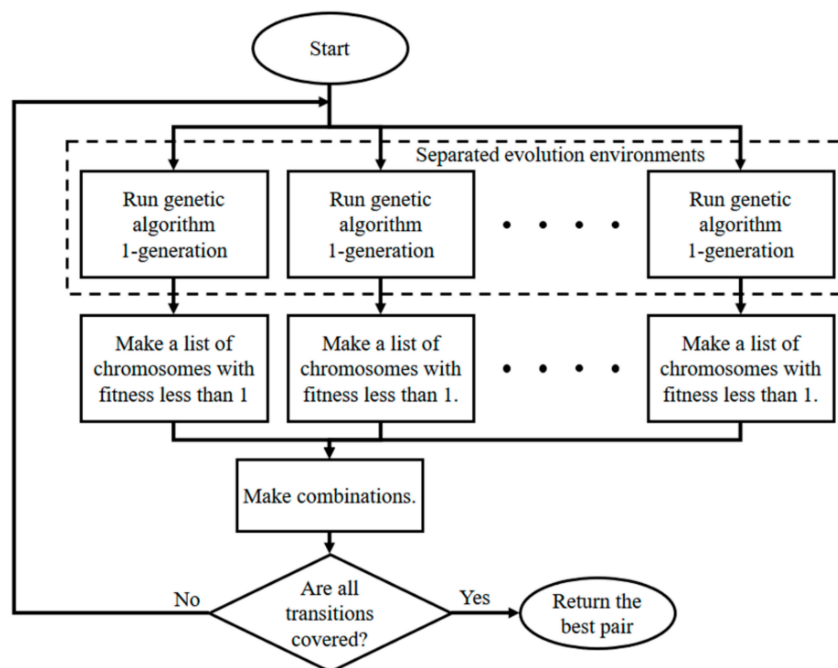 Start
Separated evolution environments
Run genetic
algorithm
1-generation
Run genetic
algorithm
1-generation
Run genetic
algorithm
1-generation
Make a list of
chromosomes with
fitness less than 1
Make a list of
chromosomes with
fitness less than 1.
Make a list of
chromosomes with
fitness less than 1.
Make combinations.
Are all
transitions
covered?
No
Yes
Return the
best pair